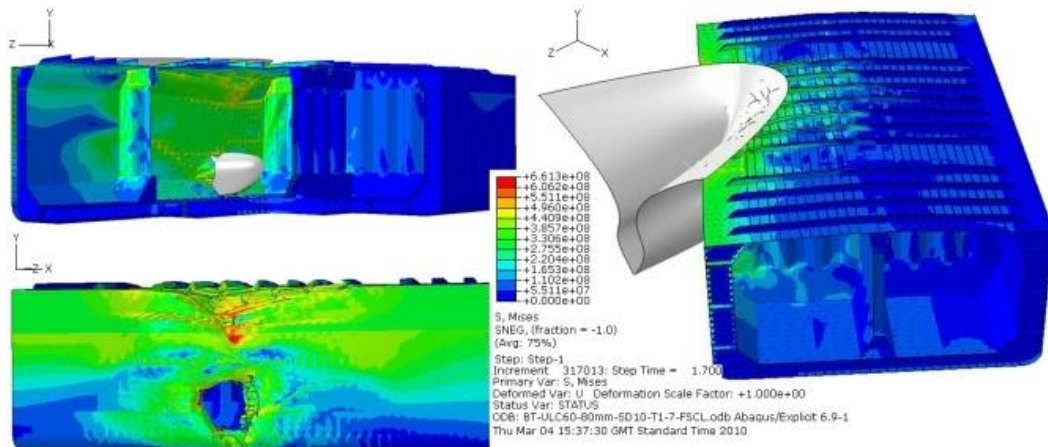 Y
Z X
Y
Z X
Y
Z X
+6.613e+08
+6.062e+08
+5.511e+08
+4.960e+08
+4.409e+08
+3.857e+08
+3.306e+08
+2.755e+08
+2.204e+08
+1.653e+08
+1.102e+08
+5.511e+07
+0.000e+00
S, Mises
SNEG, (fraction = -1.0)
(Avg: 75%)
Step: Step-1
Increment 317013: Step Time = 1.700
Primary Var: S, Mises
Deformed Var: U Deformation Scale Factor: +1.000e+00
Status Var: STATUS
ODB: BT-ULC60-80mm-SD10-T1-7-FSCL.odb Abaqus/Explicit 6.9-1
Thu Mar 04 15:37:30 GMT Standard Time 2010